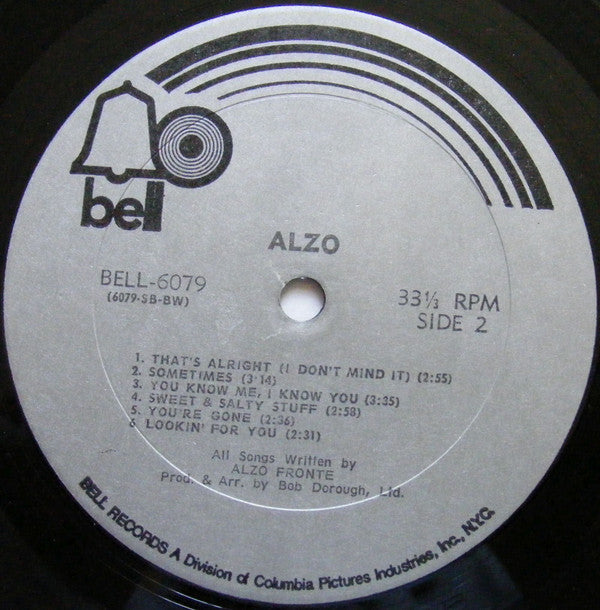 bell
ALZO
BELL-6079
(6079-SB-BW)
33⅓ RPM
SIDE 2
1. THAT'S ALRIGHT (I DON'T MIND IT) (2:55)
2. SOMETIMES (3:14)
3. YOU KNOW ME, I KNOW YOU (3:35)
4. SWEET & SALTY STUFF (2:58)
5. YOU'RE GONE (2:36)
6 LOOKIN' FOR YOU (2:31)
All Songs Written by
ALZO FRONTE
Prod. & Arr. by Bob Dorough, Ltd.
BELL RECORDS A Division of Columbia Pictures Industries, Inc., N.Y.C.